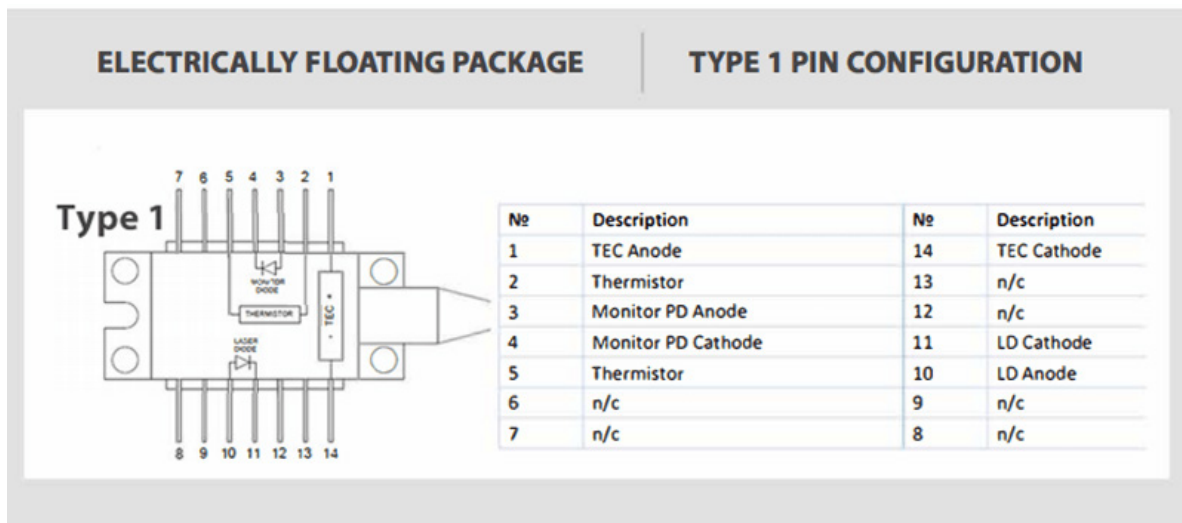 ELECTRICALLY FLOATING PACKAGE
TYPE 1 PIN CONFIGURATION
7 6 5 4 3 2 1
Type 1
MONITOR
DIODE
THERMISTOR
- TEC +
LASER
DIODE
8 9 10 11 12 13 14
№ Description № Description
1 TEC Anode 14 TEC Cathode
2 Thermistor 13 n/c
3 Monitor PD Anode 12 n/c
4 Monitor PD Cathode 11 LD Cathode
5 Thermistor 10 LD Anode
6 n/c 9 n/c
7 n/c 8 n/c